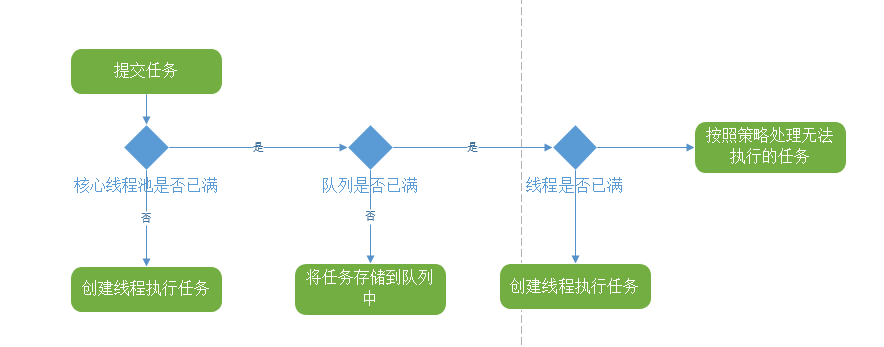 提交任务
是
是
按照策略处理无法
执行的任务
核心线程池是否已满
队列是否已满
线程是否已满
否
否
创建线程执行任务
将任务存储到队列
中
创建线程执行任务